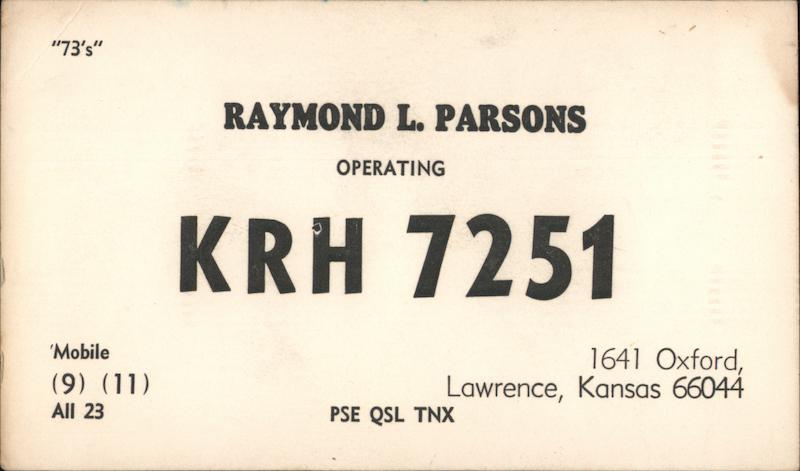 "73's"
RAYMOND L. PARSONS
OPERATING
KRH 7251
Mobile
(9) (11)
All 23
1641 Oxford,
Lawrence, Kansas 66044
PSE QSL TNX